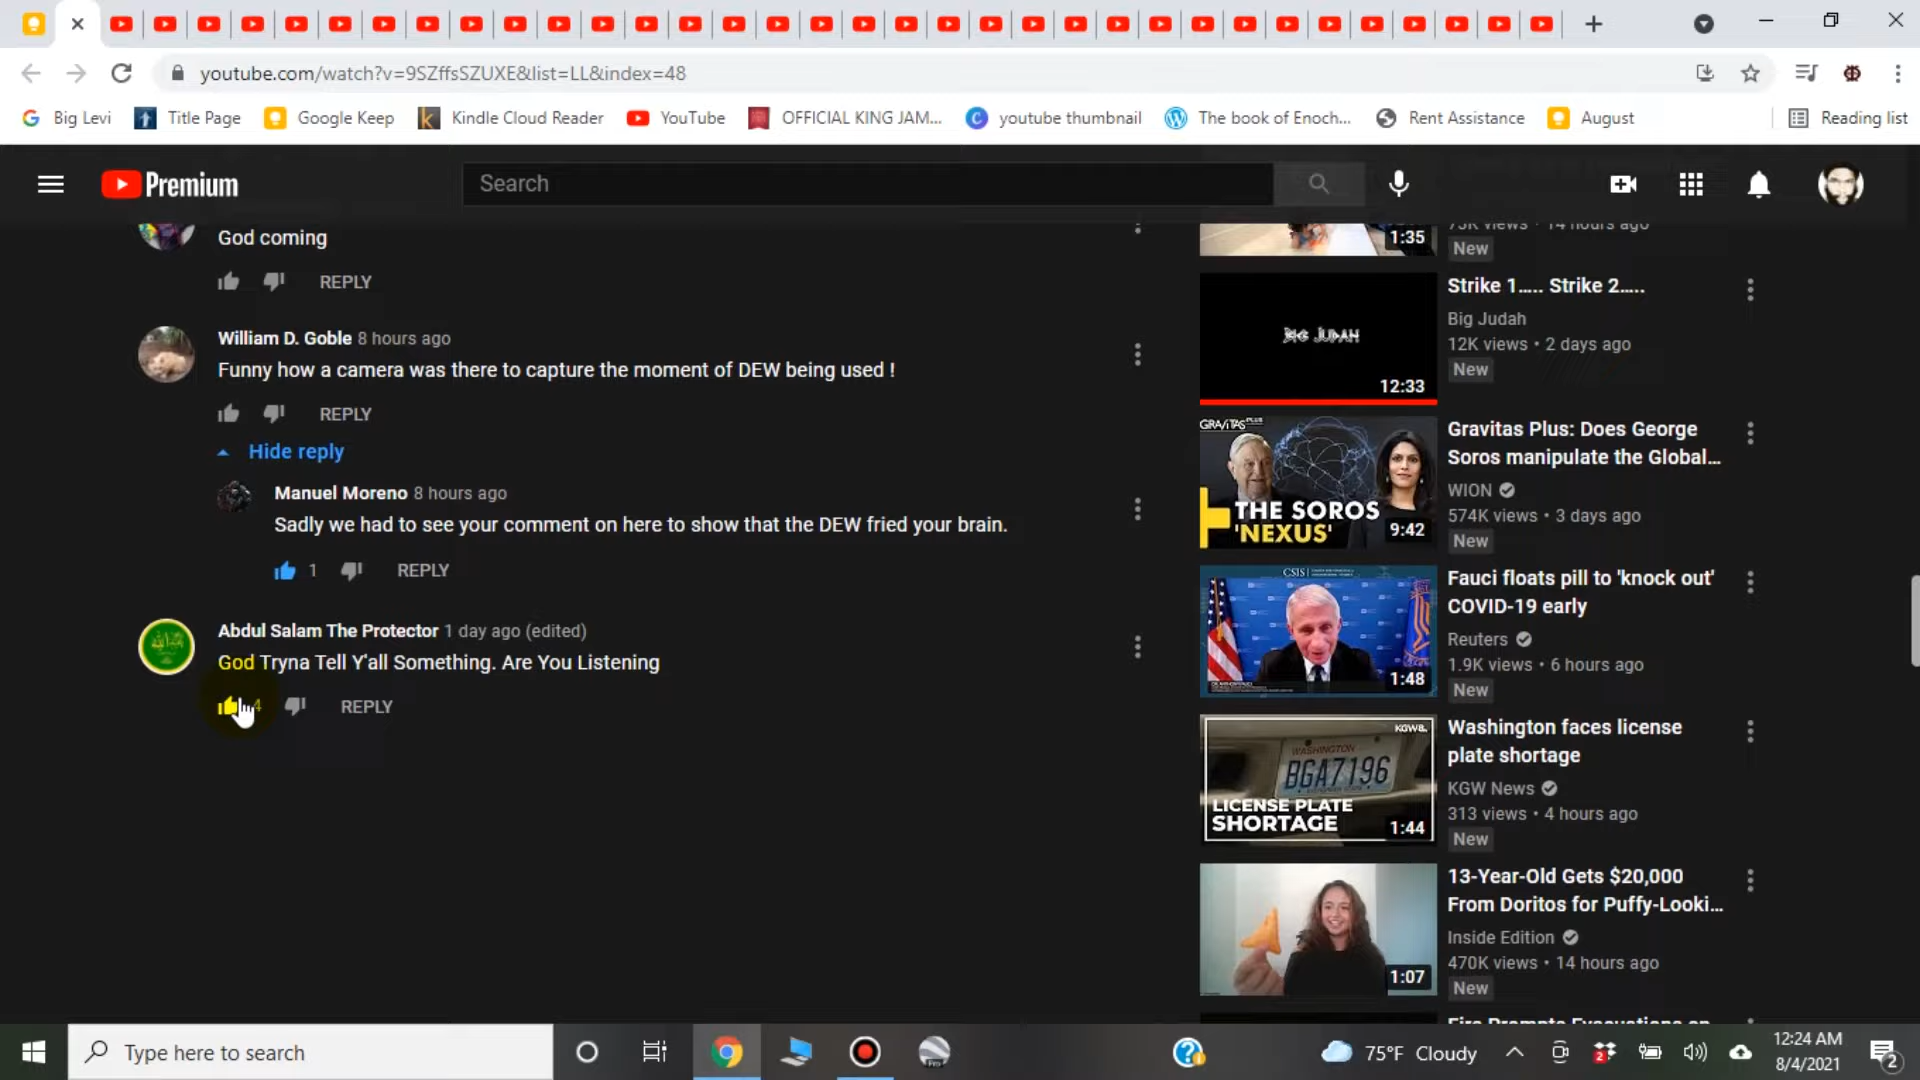 youtube.com/watch?v=9SZffsSZUXE&list=LL&index=48
Big Levi
Title Page
Google Keep
Kindle Cloud Reader
YouTube
OFFICIAL KING JAM...
youtube thumbnail
The book of Enoch...
Rent Assistance
August
Reading list
Premium
Search
God coming
REPLY
William D. Goble 8 hours ago
Funny how a camera was there to capture the moment of DEW being used !
REPLY
Hide reply
Manuel Moreno 8 hours ago
Sadly we had to see your comment on here to show that the DEW fried your brain.
1 REPLY
Abdul Salam The Protector 1 day ago (edited)
God Tryna Tell Y'all Something. Are You Listening
4 REPLY
1:35
73K views • 14 hours ago
New
BIG JUDAH
12:33
Strike 1..... Strike 2.....
Big Judah
12K views • 2 days ago
New
GRAVITAS PLUS
THE SOROS
'NEXUS'
9:42
Gravitas Plus: Does George
Soros manipulate the Global...
WION
574K views • 3 days ago
New
CSIS
1:48
Fauci floats pill to 'knock out'
COVID-19 early
Reuters
1.9K views • 6 hours ago
New
KGW8
WASHINGTON
BGA7196
LICENSE PLATE
SHORTAGE
1:44
Washington faces license
plate shortage
KGW News
313 views • 4 hours ago
New
1:07
13-Year-Old Gets $20,000
From Doritos for Puffy-Looki...
Inside Edition
470K views • 14 hours ago
New
Fire Prompts Evacuations on
Type here to search
75°F Cloudy
2
12:24 AM
8/4/2021
2